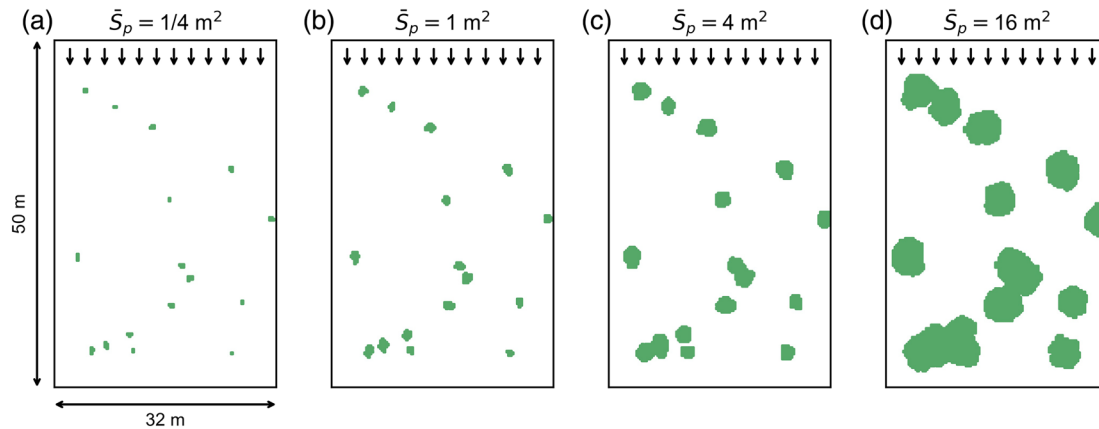 (a) S̄ₚ = 1/4 m²
(b) S̄ₚ = 1 m²
(c) S̄ₚ = 4 m²
(d) S̄ₚ = 16 m²
50 m
32 m